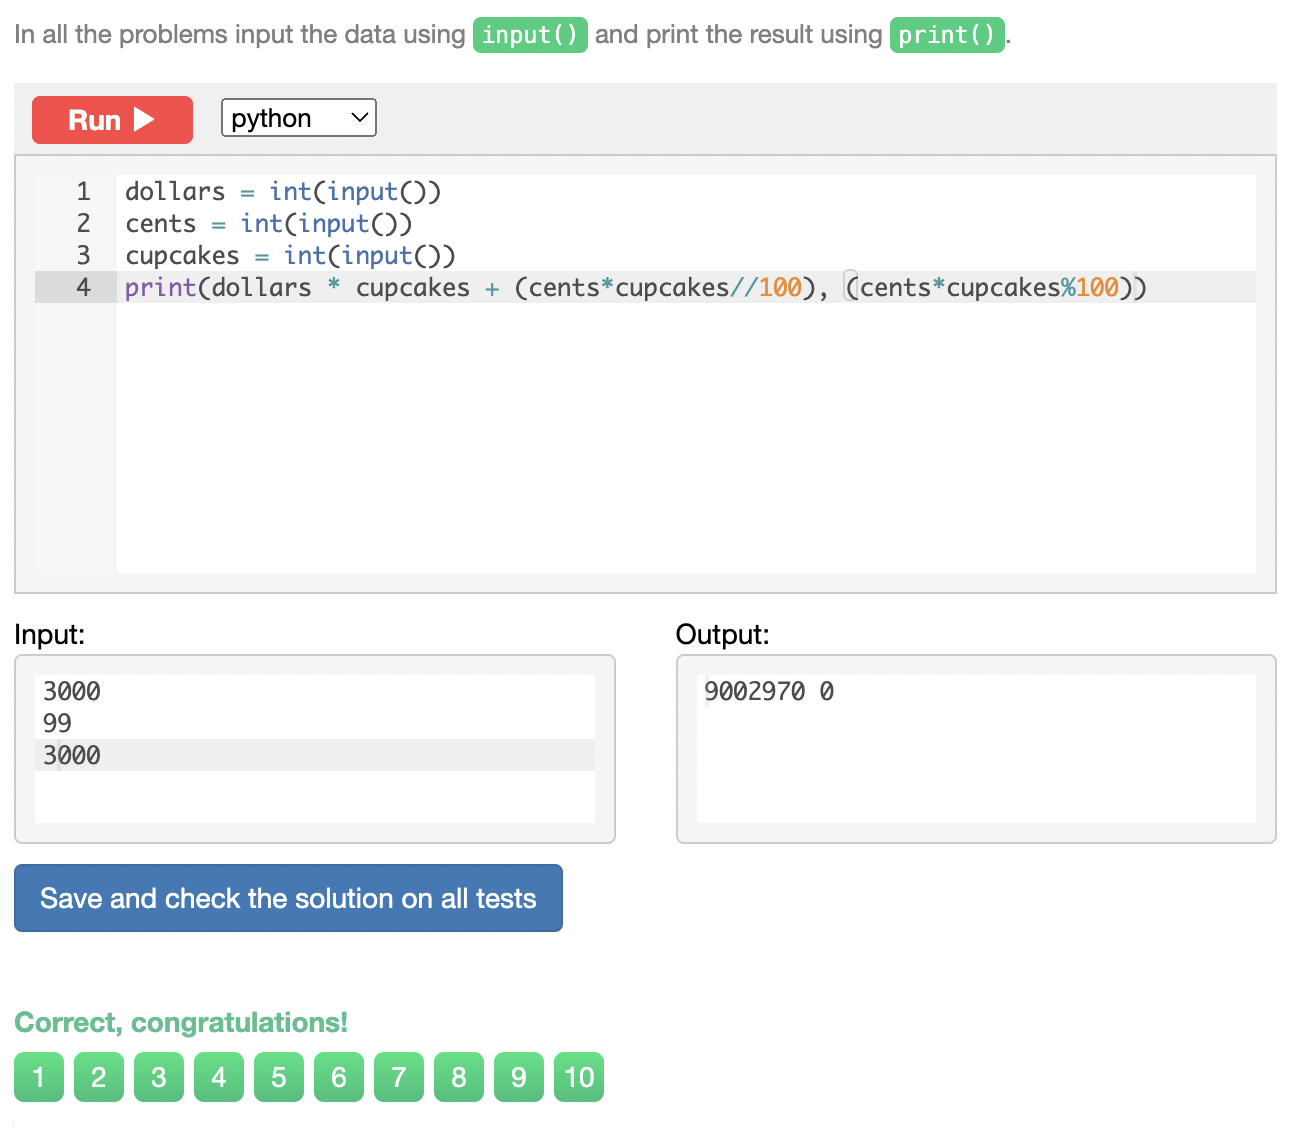 In all the problems input the data using input() and print the result using print().
Run
python
1 dollars = int(input())
2 cents = int(input())
3 cupcakes = int(input())
4 print(dollars * cupcakes + (cents*cupcakes//100), (cents*cupcakes%100))
Input:
3000
99
3000
Output:
9002970 0
Save and check the solution on all tests
Correct, congratulations!
1 2 3 4 5 6 7 8 9 10